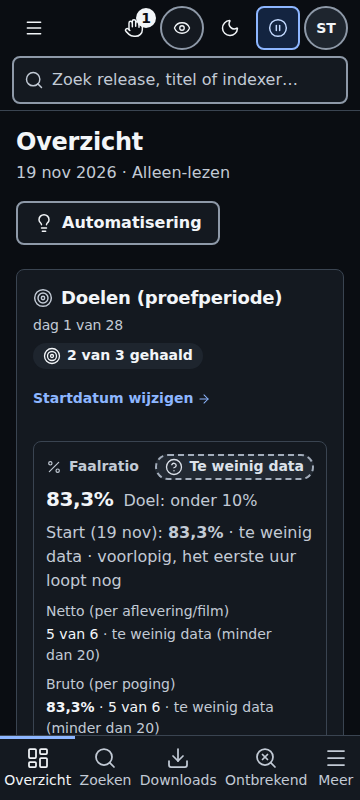 1
ST
Zoek release, titel of indexer…
Overzicht
19 nov 2026 · Alleen-lezen
Automatisering
Doelen (proefperiode)
dag 1 van 28
2 van 3 gehaald
Startdatum wijzigen →
Faalratio
Te weinig data
83,3% Doel: onder 10%
Start (19 nov): 83,3% · te weinig
data · voorlopig, het eerste uur
loopt nog
Netto (per aflevering/film)
5 van 6 · te weinig data (minder
dan 20)
Bruto (per poging)
83,3% · 5 van 6 · te weinig data
(minder dan 20)
Overzicht Zoeken Downloads Ontbrekend Meer